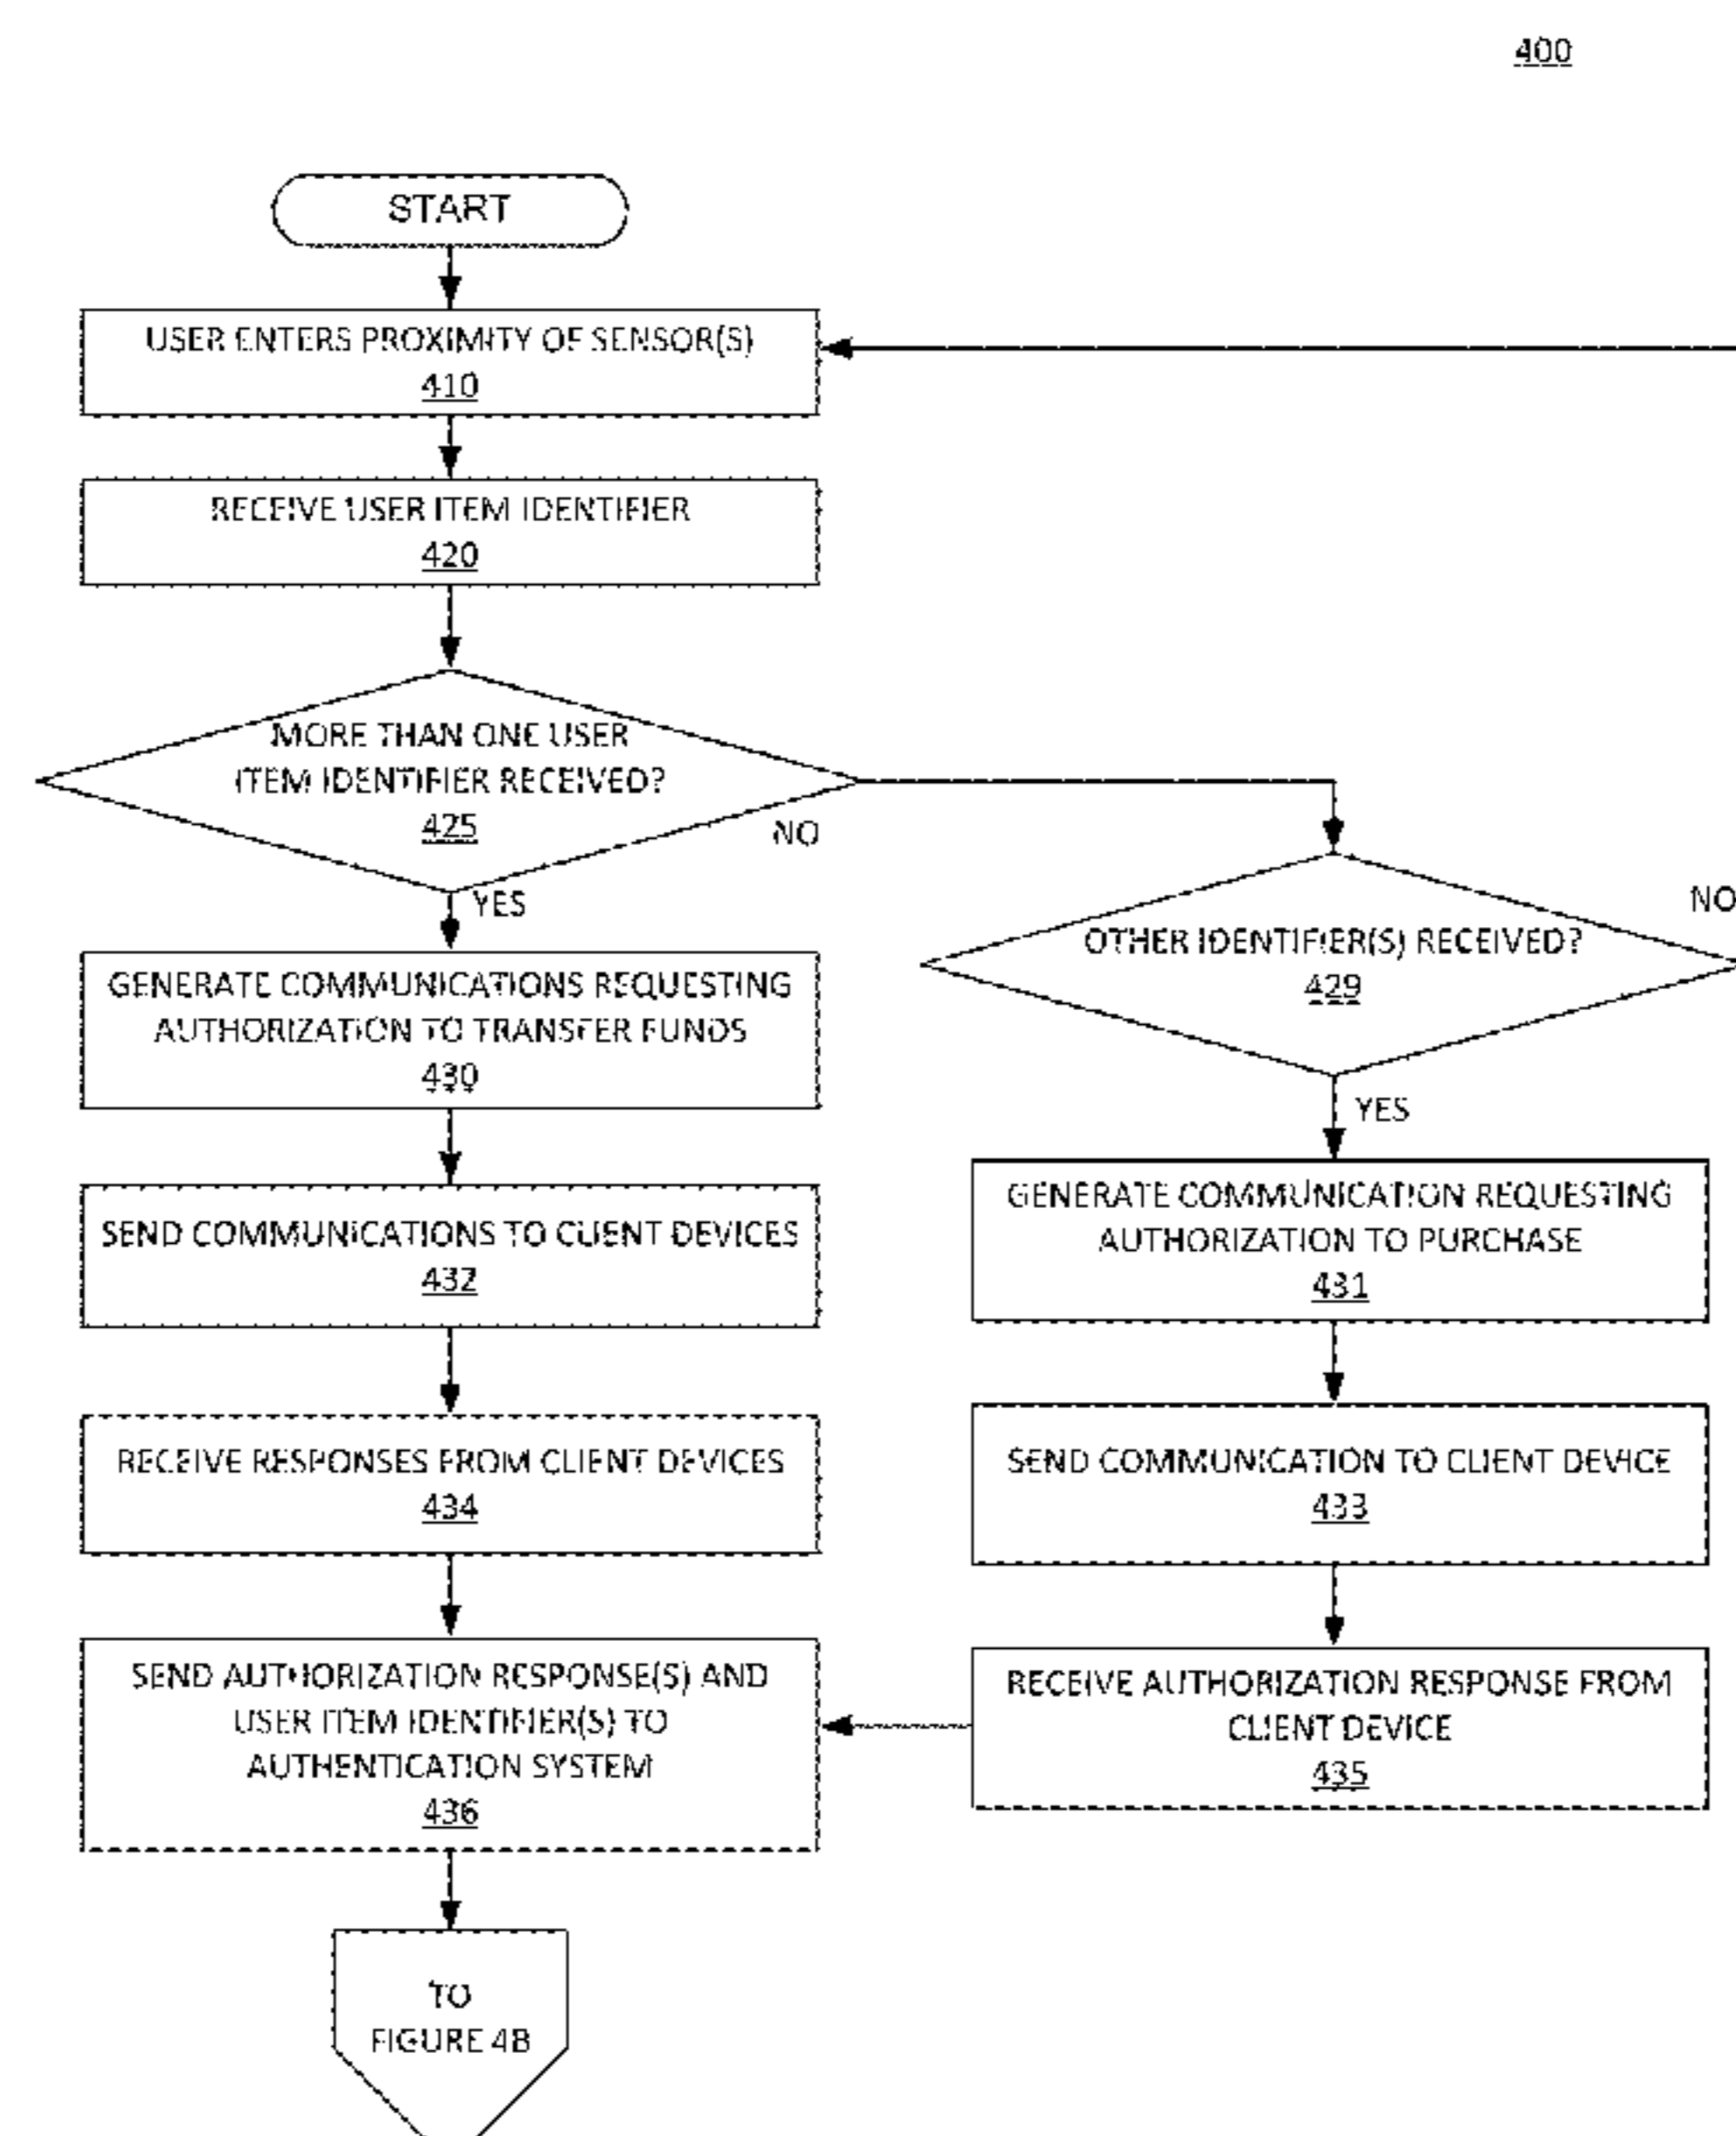 400
START
USER ENTERS PROXIMITY OF SENSOR(S)
410
RECEIVE USER ITEM IDENTIFIER
420
MORE THAN ONE USER
ITEM IDENTIFIER RECEIVED?
425
NO
YES
OTHER IDENTIFIER(S) RECEIVED?
429
NO
YES
GENERATE COMMUNICATIONS REQUESTING
AUTHORIZATION TO TRANSFER FUNDS
430
SEND COMMUNICATIONS TO CLIENT DEVICES
432
RECEIVE RESPONSES FROM CLIENT DEVICES
434
GENERATE COMMUNICATION REQUESTING
AUTHORIZATION TO PURCHASE
431
SEND COMMUNICATION TO CLIENT DEVICE
433
RECEIVE AUTHORIZATION RESPONSE FROM
CLIENT DEVICE
435
SEND AUTHORIZATION RESPONSE(S) AND
USER ITEM IDENTIFIER(S) TO
AUTHENTICATION SYSTEM
436
TO
FIGURE 4B